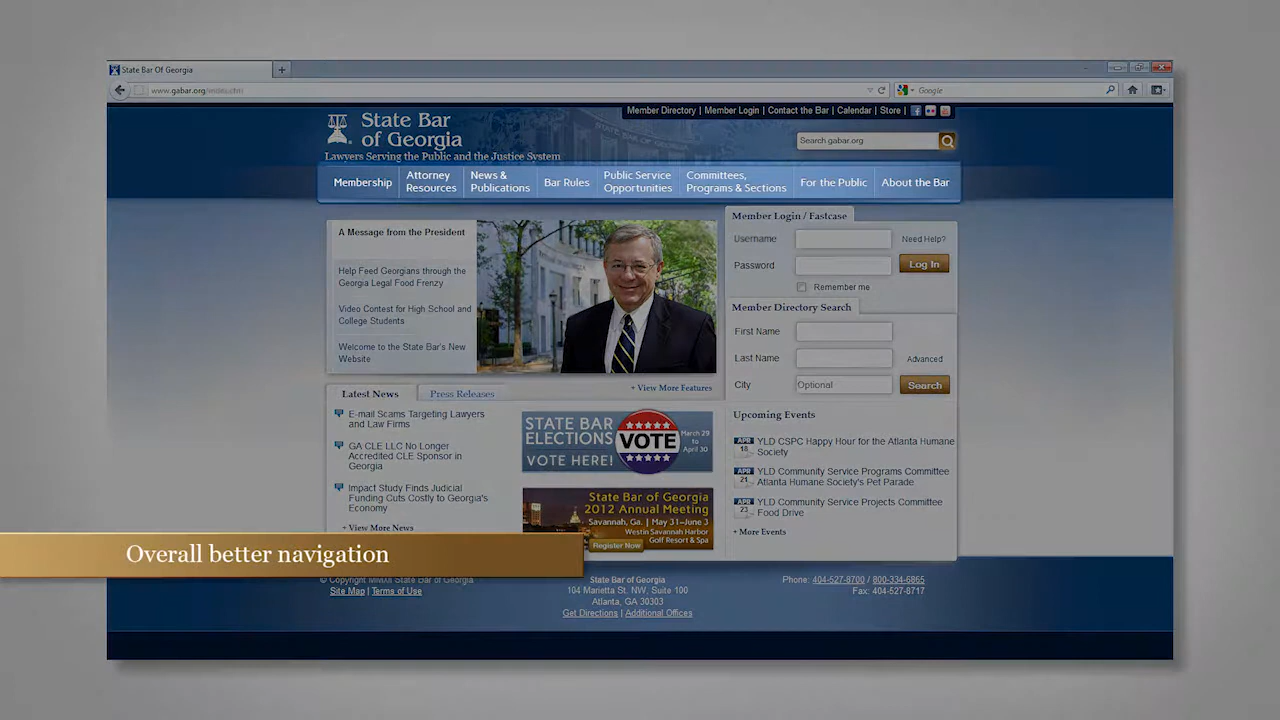 State Bar Of Georgia
www.gabar.org/index.cfm
Google
Member Directory | Member Login | Contact the Bar | Calendar | Store |
State Bar
of Georgia
Lawyers Serving the Public and the Justice System
Search gabar.org
Membership
Attorney
Resources
News &
Publications
Bar Rules
Public Service
Opportunities
Committees,
Programs & Sections
For the Public
About the Bar
A Message from the President
Help Feed Georgians through the
Georgia Legal Food Frenzy
Video Contest for High School and
College Students
Welcome to the State Bar's New
Website
+ View More Features
Member Login / Fastcase
Username
Need Help?
Password
Log In
Remember me
Member Directory Search
First Name
Last Name
Advanced
City
Optional
Search
Latest News
Press Releases
E-mail Scams Targeting Lawyers
and Law Firms
GA CLE LLC No Longer
Accredited CLE Sponsor in
Georgia
Impact Study Finds Judicial
Funding Cuts Costly to Georgia's
Economy
+ View More News
STATE BAR
ELECTIONS
VOTE HERE!
VOTE
March 29
to
April 30
State Bar of Georgia
2012 Annual Meeting
Savannah, Ga. | May 31-June 3
Westin Savannah Harbor
Golf Resort & Spa
Register Now
Upcoming Events
APR
18
YLD CSPC Happy Hour for the Atlanta Humane
Society
APR
21
YLD Community Service Programs Committee
Atlanta Humane Society's Pet Parade
APR
23
YLD Community Service Projects Committee
Food Drive
+ More Events
Overall better navigation
© Copyright MMXII State Bar of Georgia
Site Map | Terms of Use
State Bar of Georgia
104 Marietta St. NW, Suite 100
Atlanta, GA 30303
Get Directions | Additional Offices
Phone: 404-527-8700 / 800-334-6865
Fax: 404-527-8717